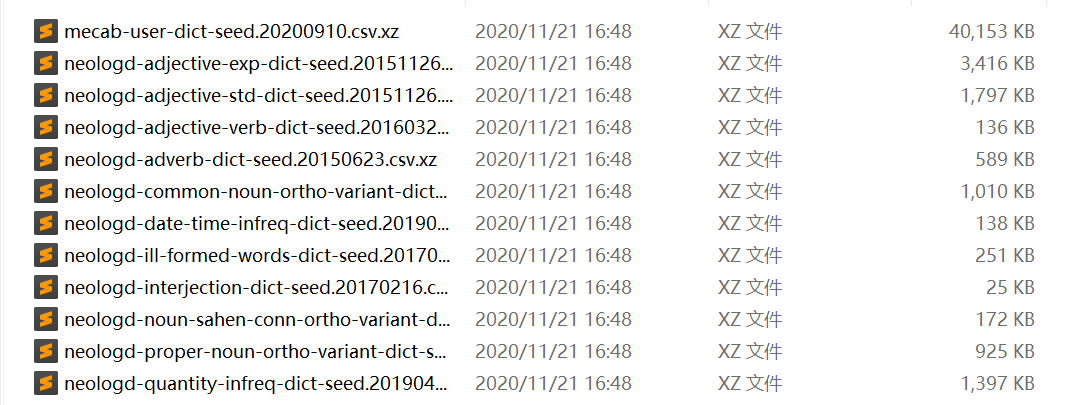 mecab-user-dict-seed.20200910.csv.xz 2020/11/21 16:48 XZ 文件 40,153 KB
neologd-adjective-exp-dict-seed.20151126... 2020/11/21 16:48 XZ 文件 3,416 KB
neologd-adjective-std-dict-seed.20151126.... 2020/11/21 16:48 XZ 文件 1,797 KB
neologd-adjective-verb-dict-seed.2016032... 2020/11/21 16:48 XZ 文件 136 KB
neologd-adverb-dict-seed.20150623.csv.xz 2020/11/21 16:48 XZ 文件 589 KB
neologd-common-noun-ortho-variant-dict... 2020/11/21 16:48 XZ 文件 1,010 KB
neologd-date-time-infreq-dict-seed.20190... 2020/11/21 16:48 XZ 文件 138 KB
neologd-ill-formed-words-dict-seed.20170... 2020/11/21 16:48 XZ 文件 251 KB
neologd-interjection-dict-seed.20170216.c... 2020/11/21 16:48 XZ 文件 25 KB
neologd-noun-sahen-conn-ortho-variant-d... 2020/11/21 16:48 XZ 文件 172 KB
neologd-proper-noun-ortho-variant-dict-s... 2020/11/21 16:48 XZ 文件 925 KB
neologd-quantity-infreq-dict-seed.201904... 2020/11/21 16:48 XZ 文件 1,397 KB